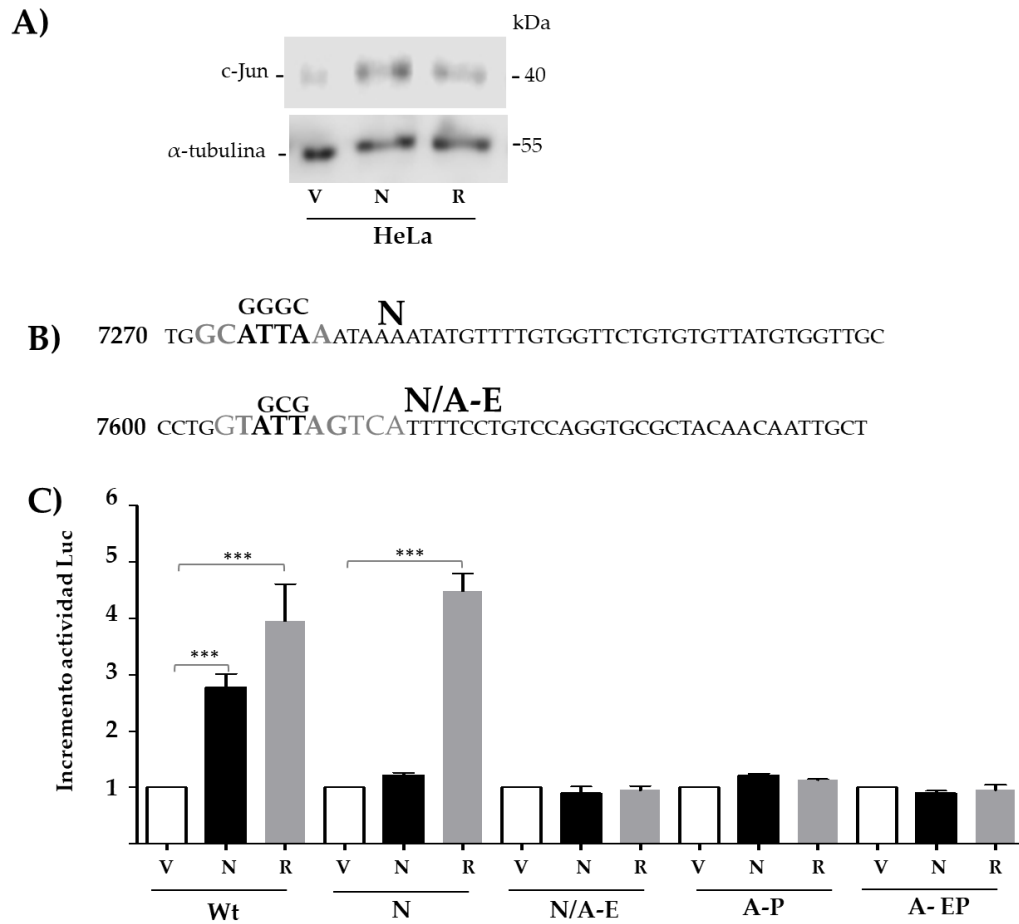 A)
kDa
c-Jun - - 40
α-tubulina - -55
V N R
HeLa
B)
GGGC N
7270 TGGCATTAAATAAAATATGTTTTGTGGTTCTGTGTGTTATGTGGTTGC
GCG N/A-E
7600 CCTGGTATTAGTCATTTTCCTGTCCAGGTGCGCTACAACAATTGCT
C)
Incremento actividad Luc
6
5
4
3
2
1
*** *** ***
V N R V N R V N R V N R V N R
Wt N N/A-E A-P A- EP